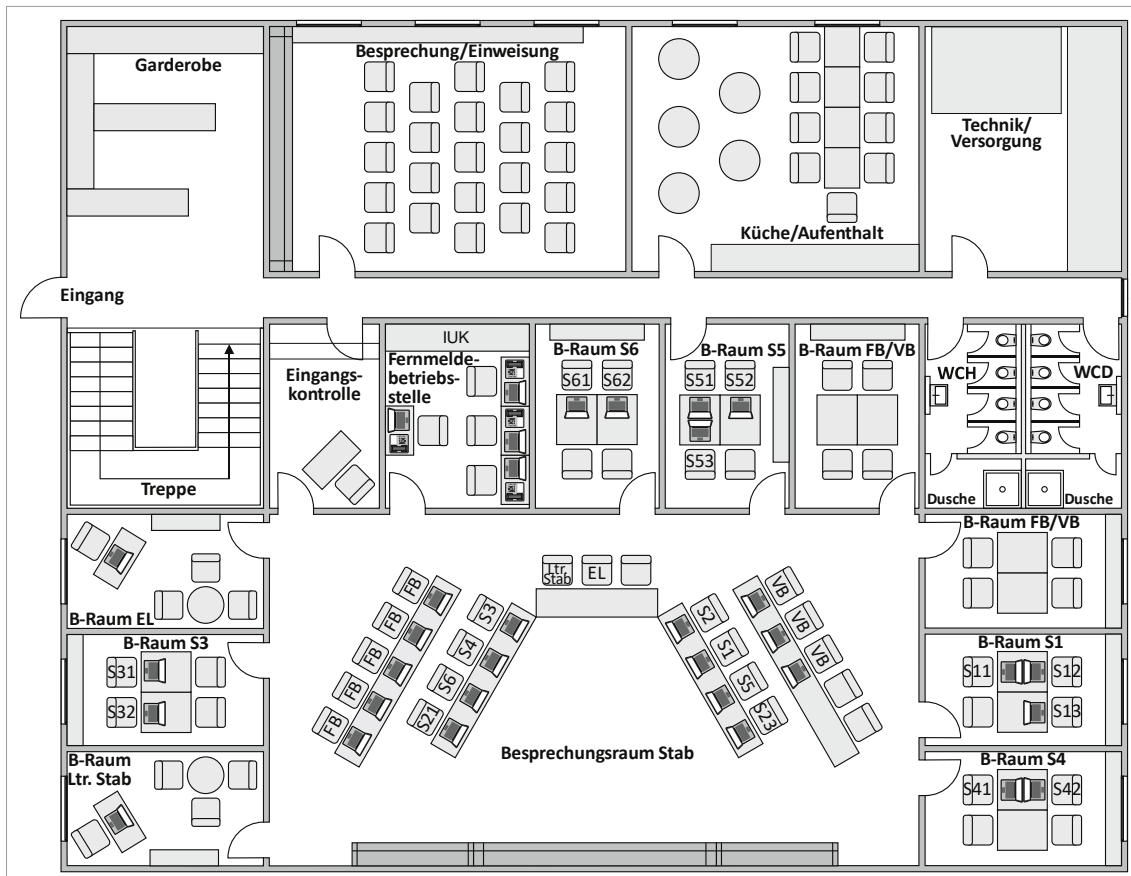 Garderobe
Besprechung/Einweisung
Technik/
Versorgung
Küche/Aufenthalt
Eingang
IUK
Eingangs-
kontrolle
Fernmelde-
betriebs-
stelle
B-Raum S6
S61
S62
B-Raum S5
S51
S52
S53
B-Raum FB/VB
WCH
WCD
Treppe
Dusche
Dusche
B-Raum EL
B-Raum FB/VB
Ltr.
Stab
EL
FB
FB
FB
FB
FB
S3
S4
S6
S21
S2
S1
S5
S23
VB
VB
VB
B-Raum S3
S31
S32
B-Raum S1
S11
S12
S13
B-Raum
Ltr. Stab
Besprechungsraum Stab
B-Raum S4
S41
S42